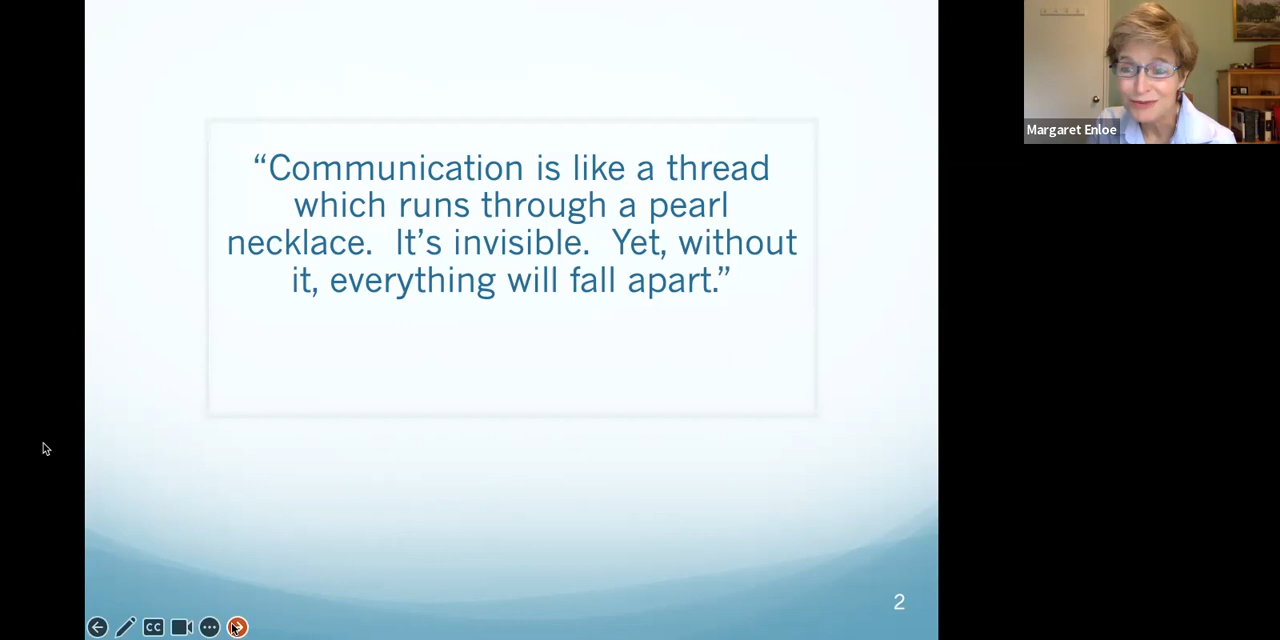 “Communication is like a thread
which runs through a pearl
necklace.  It’s invisible.  Yet, without
it, everything will fall apart.”
Margaret Enloe
CC
2